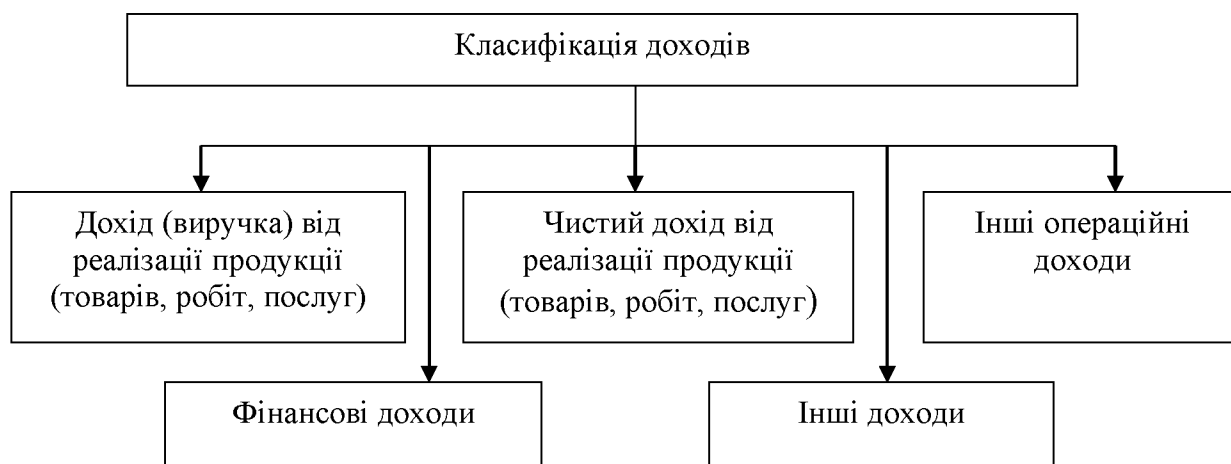 Класифікація доходів
Дохід (виручка) від
реалізації продукції
(товарів, робіт, послуг)
Чистий дохід від
реалізації продукції
(товарів, робіт, послуг)
Інші операційні
доходи
Фінансові доходи
Інші доходи